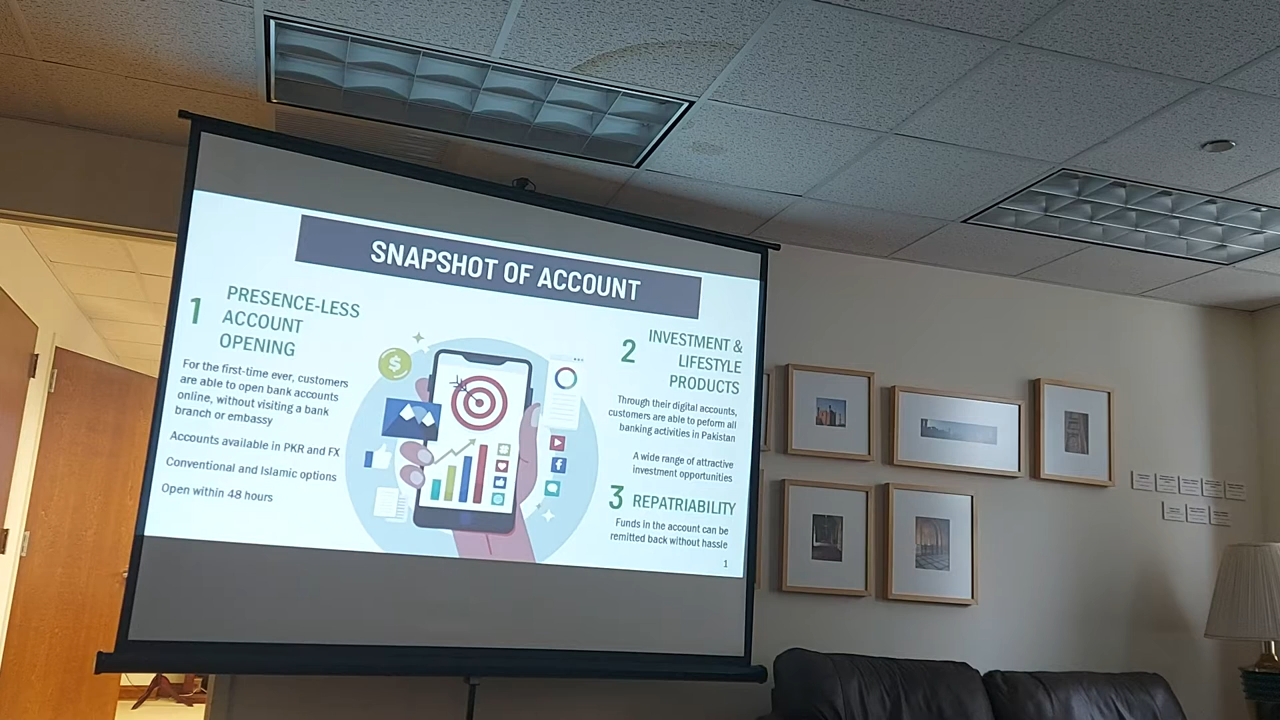 SNAPSHOT OF ACCOUNT
1
PRESENCE-LESS
ACCOUNT
OPENING
For the first-time ever, customers
are able to open bank accounts
online, without visiting a bank
branch or embassy
Accounts available in PKR and FX
Conventional and Islamic options
Open within 48 hours
$
2
INVESTMENT &
LIFESTYLE
PRODUCTS
Through their digital accounts,
customers are able to peform all
banking activities in Pakistan
A wide range of attractive
investment opportunities
3
REPATRIABILITY
Funds in the account can be
remitted back without hassle
1